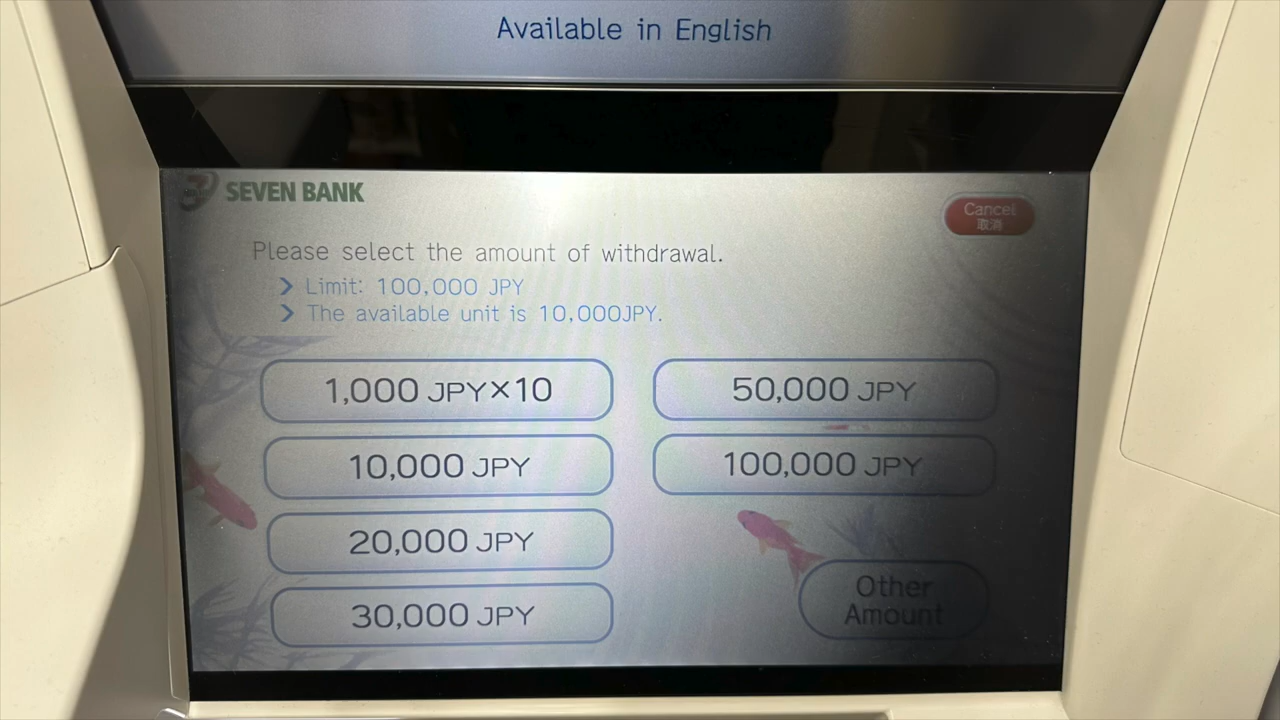 Available in English
SEVEN BANK
Cancel
取消
Please select the amount of withdrawal.
> Limit: 100,000 JPY
> The available unit is 10,000JPY.
1,000 JPY×10
50,000 JPY
10,000 JPY
100,000 JPY
20,000 JPY
30,000 JPY
Other
Amount